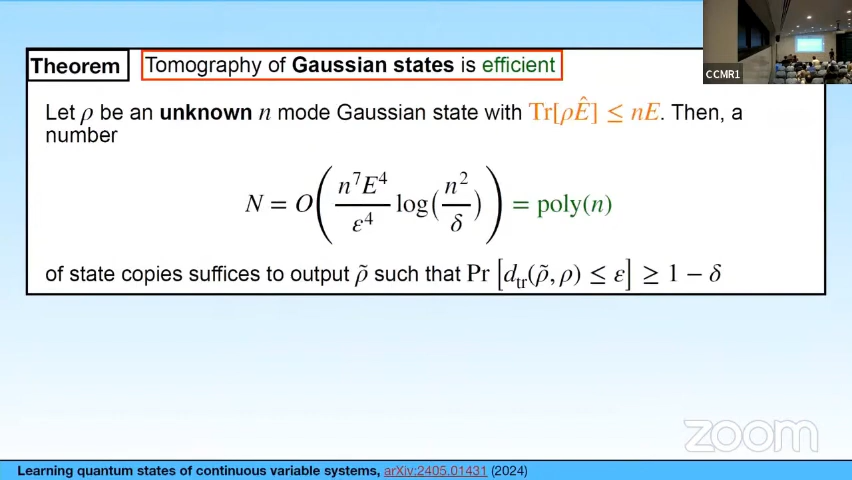 CCMR1
Theorem
Tomography of Gaussian states is efficient
Let ρ be an unknown n mode Gaussian state with Tr[ρÊ] ≤ nE. Then, a
number
N = O(n⁷E⁴/ε⁴ log(n²/δ)) = poly(n)
of state copies suffices to output ρ̃ such that Pr [d_tr(ρ̃, ρ) ≤ ε] ≥ 1 − δ
zoom
Learning quantum states of continuous variable systems, arXiv:2405.01431 (2024)